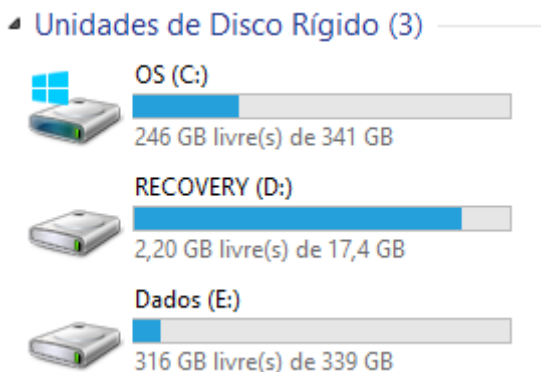 Unidades de Disco Rígido (3)
OS (C:)
246 GB livre(s) de 341 GB
RECOVERY (D:)
2,20 GB livre(s) de 17,4 GB
Dados (E:)
316 GB livre(s) de 339 GB